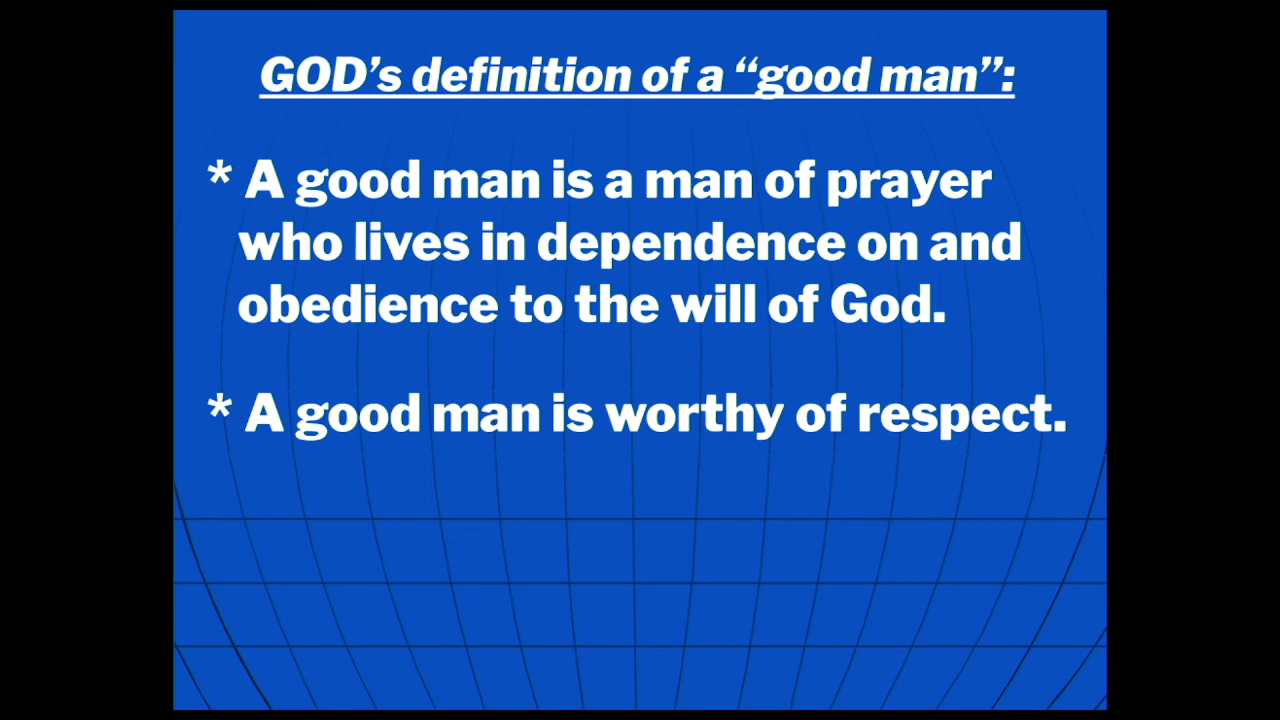 GOD’s definition of a “good man”:
* A good man is a man of prayer
who lives in dependence on and
obedience to the will of God.
* A good man is worthy of respect.